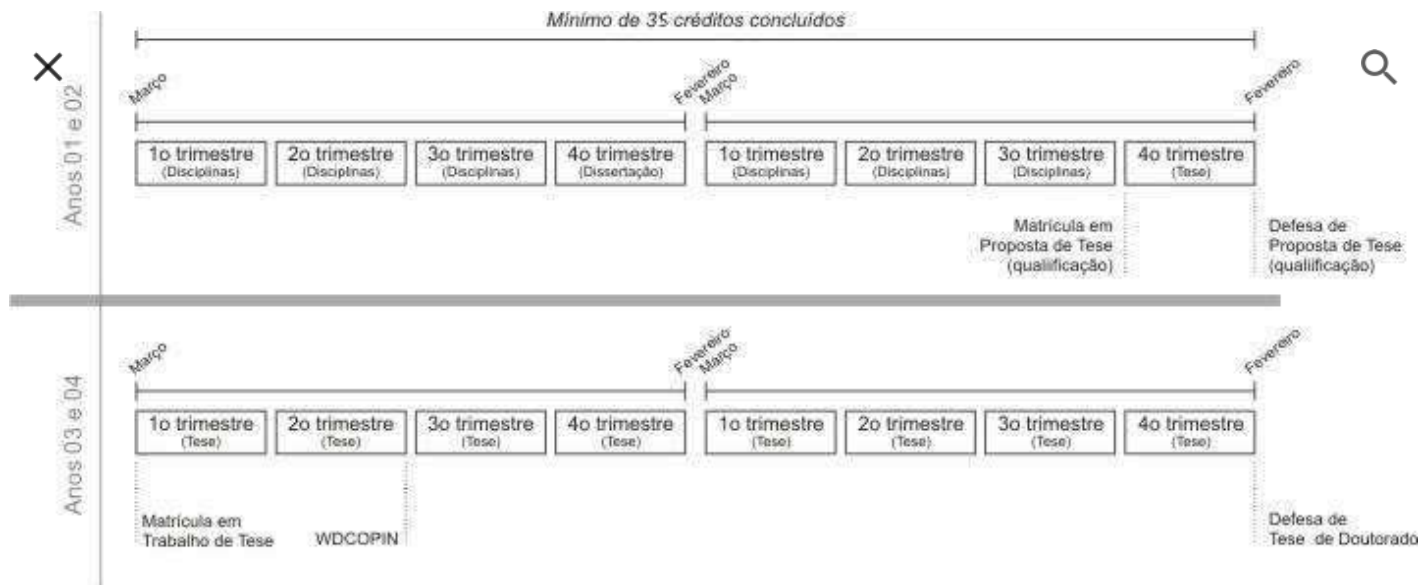 Mínimo de 35 créditos concluídos
Março
Fevereiro
Março
Fevereiro
Anos 01 e 02
1o trimestre
(Disciplinas)
2o trimestre
(Disciplinas)
3o trimestre
(Disciplinas)
4o trimestre
(Dissertação)
1o trimestre
(Disciplinas)
2o trimestre
(Disciplinas)
3o trimestre
(Disciplinas)
4o trimestre
(Tese)
Matrícula em
Proposta de Tese
(qualiificação)
Defesa de
Proposta de Tese
(qualiificação)
Março
Fevereiro
Março
Fevereiro
Anos 03 e 04
1o trimestre
(Tese)
2o trimestre
(Tese)
3o trimestre
(Tese)
4o trimestre
(Tese)
1o trimestre
(Tese)
2o trimestre
(Tese)
3o trimestre
(Tese)
4o trimestre
(Tese)
Matrícula em
Trabalho de Tese
WDCOPIN
Defesa de
Tese de Doutorado